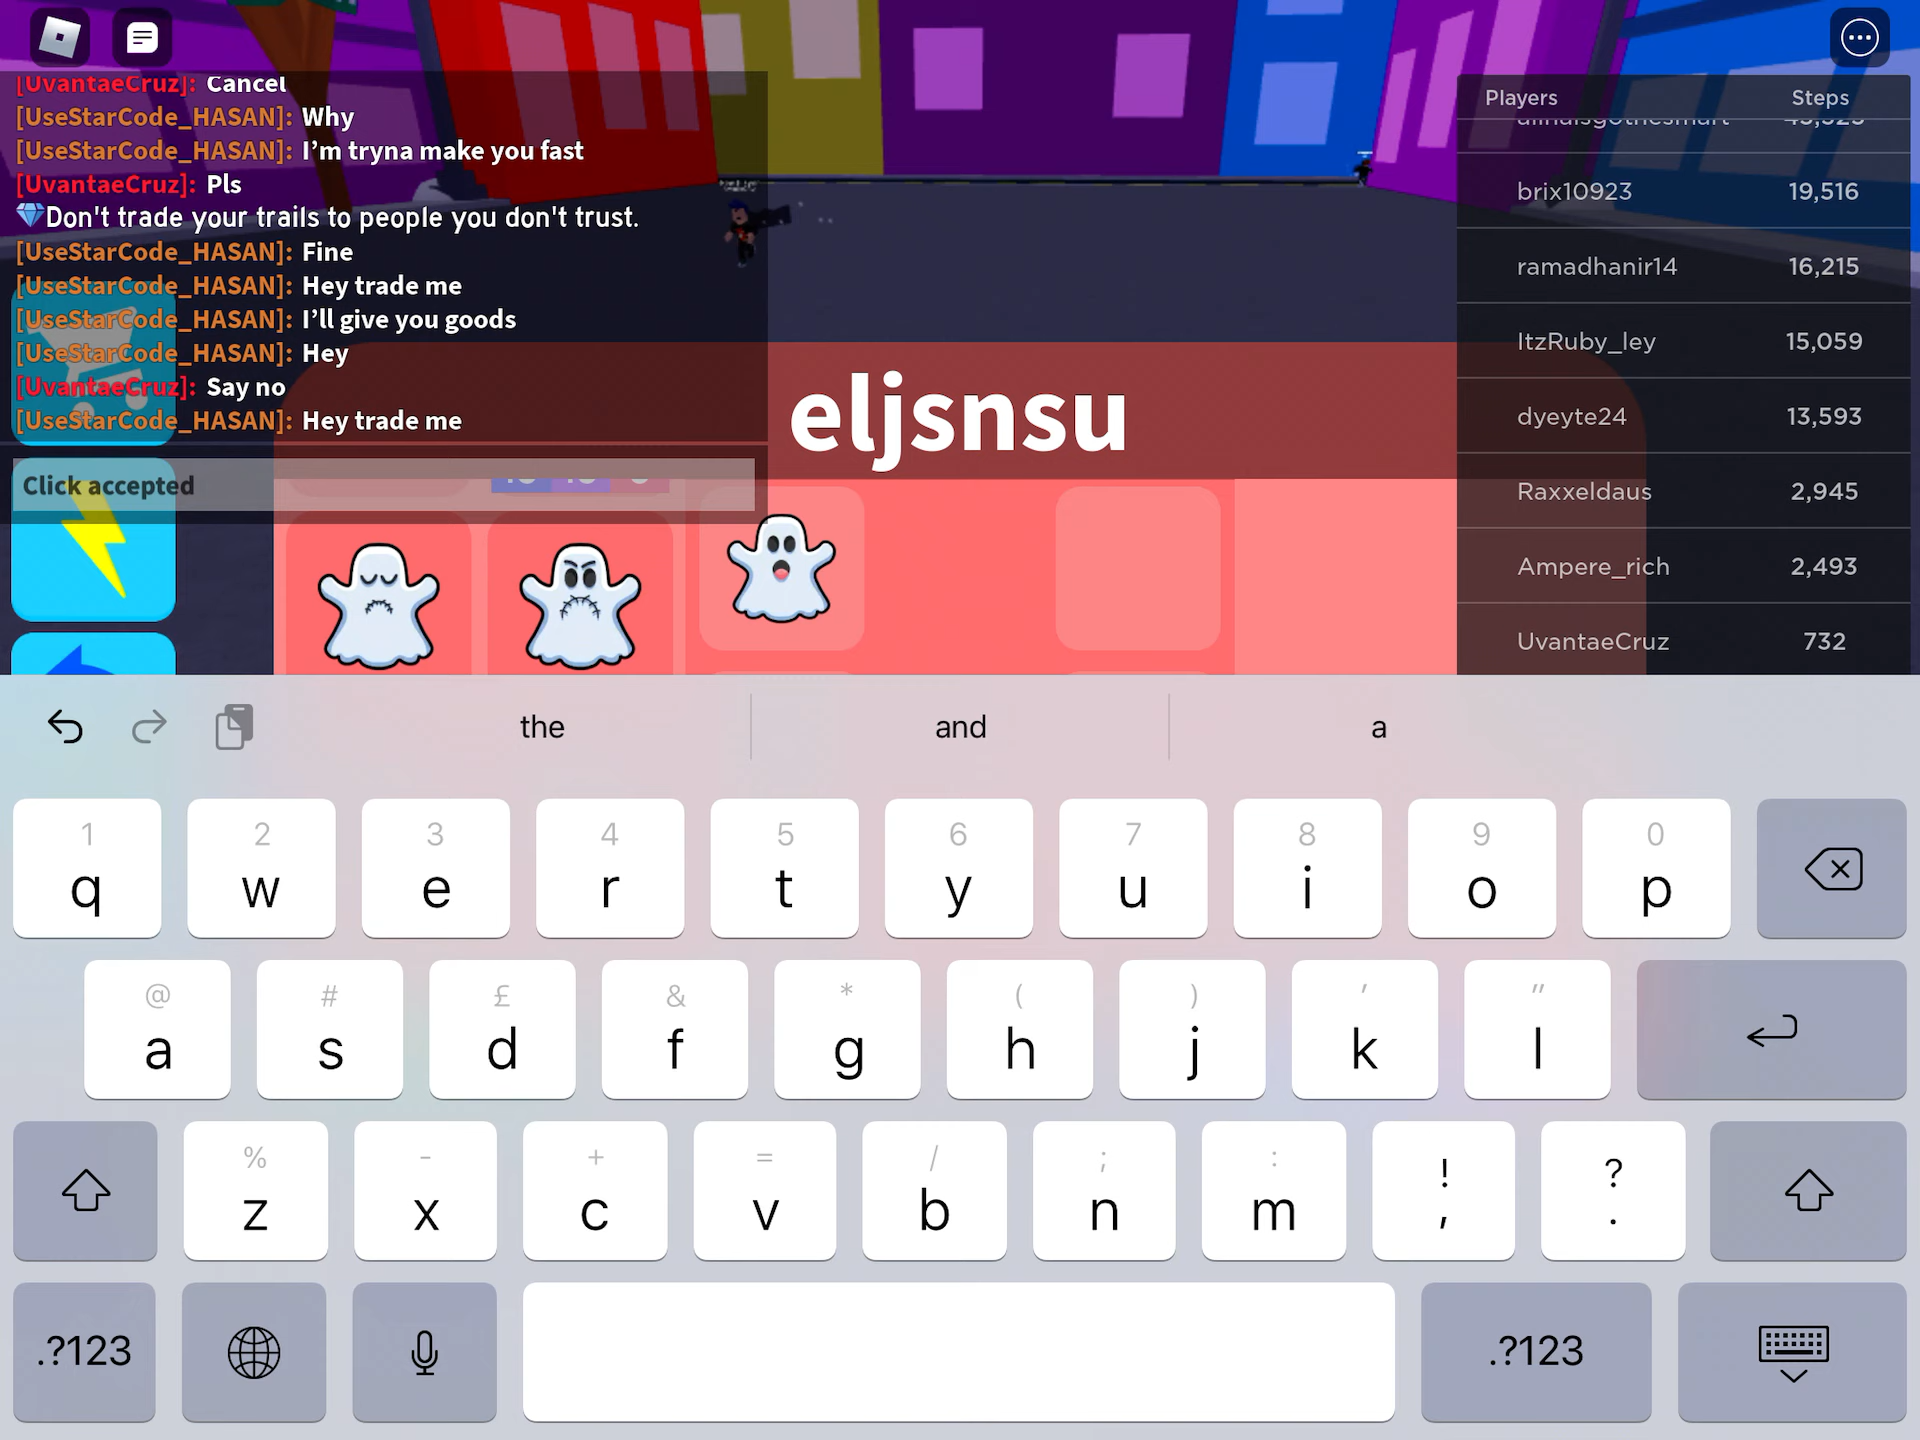 [UvantaeCruz]: Cancel
[UseStarCode_HASAN]: Why
[UseStarCode_HASAN]: I’m tryna make you fast
[UvantaeCruz]: Pls
💎Don't trade your trails to people you don't trust.
[UseStarCode_HASAN]: Fine
[UseStarCode_HASAN]: Hey trade me
[UseStarCode_HASAN]: I’ll give you goods
[UseStarCode_HASAN]: Hey
[UvantaeCruz]: Say no
[UseStarCode_HASAN]: Hey trade me
Click accepted
eljsnsu
Players Steps
brix10923 19,516
ramadhanir14 16,215
ItzRuby_ley 15,059
dyeyte24 13,593
Raxxeldaus 2,945
Ampere_rich 2,493
UvantaeCruz 732
the and a
1 2 3 4 5 6 7 8 9 0
q w e r t y u i o p
@ # £ & * ( ) ' "
a s d f g h j k l
% - + = / ; : ! ?
z x c v b n m , .
.?123 .?123